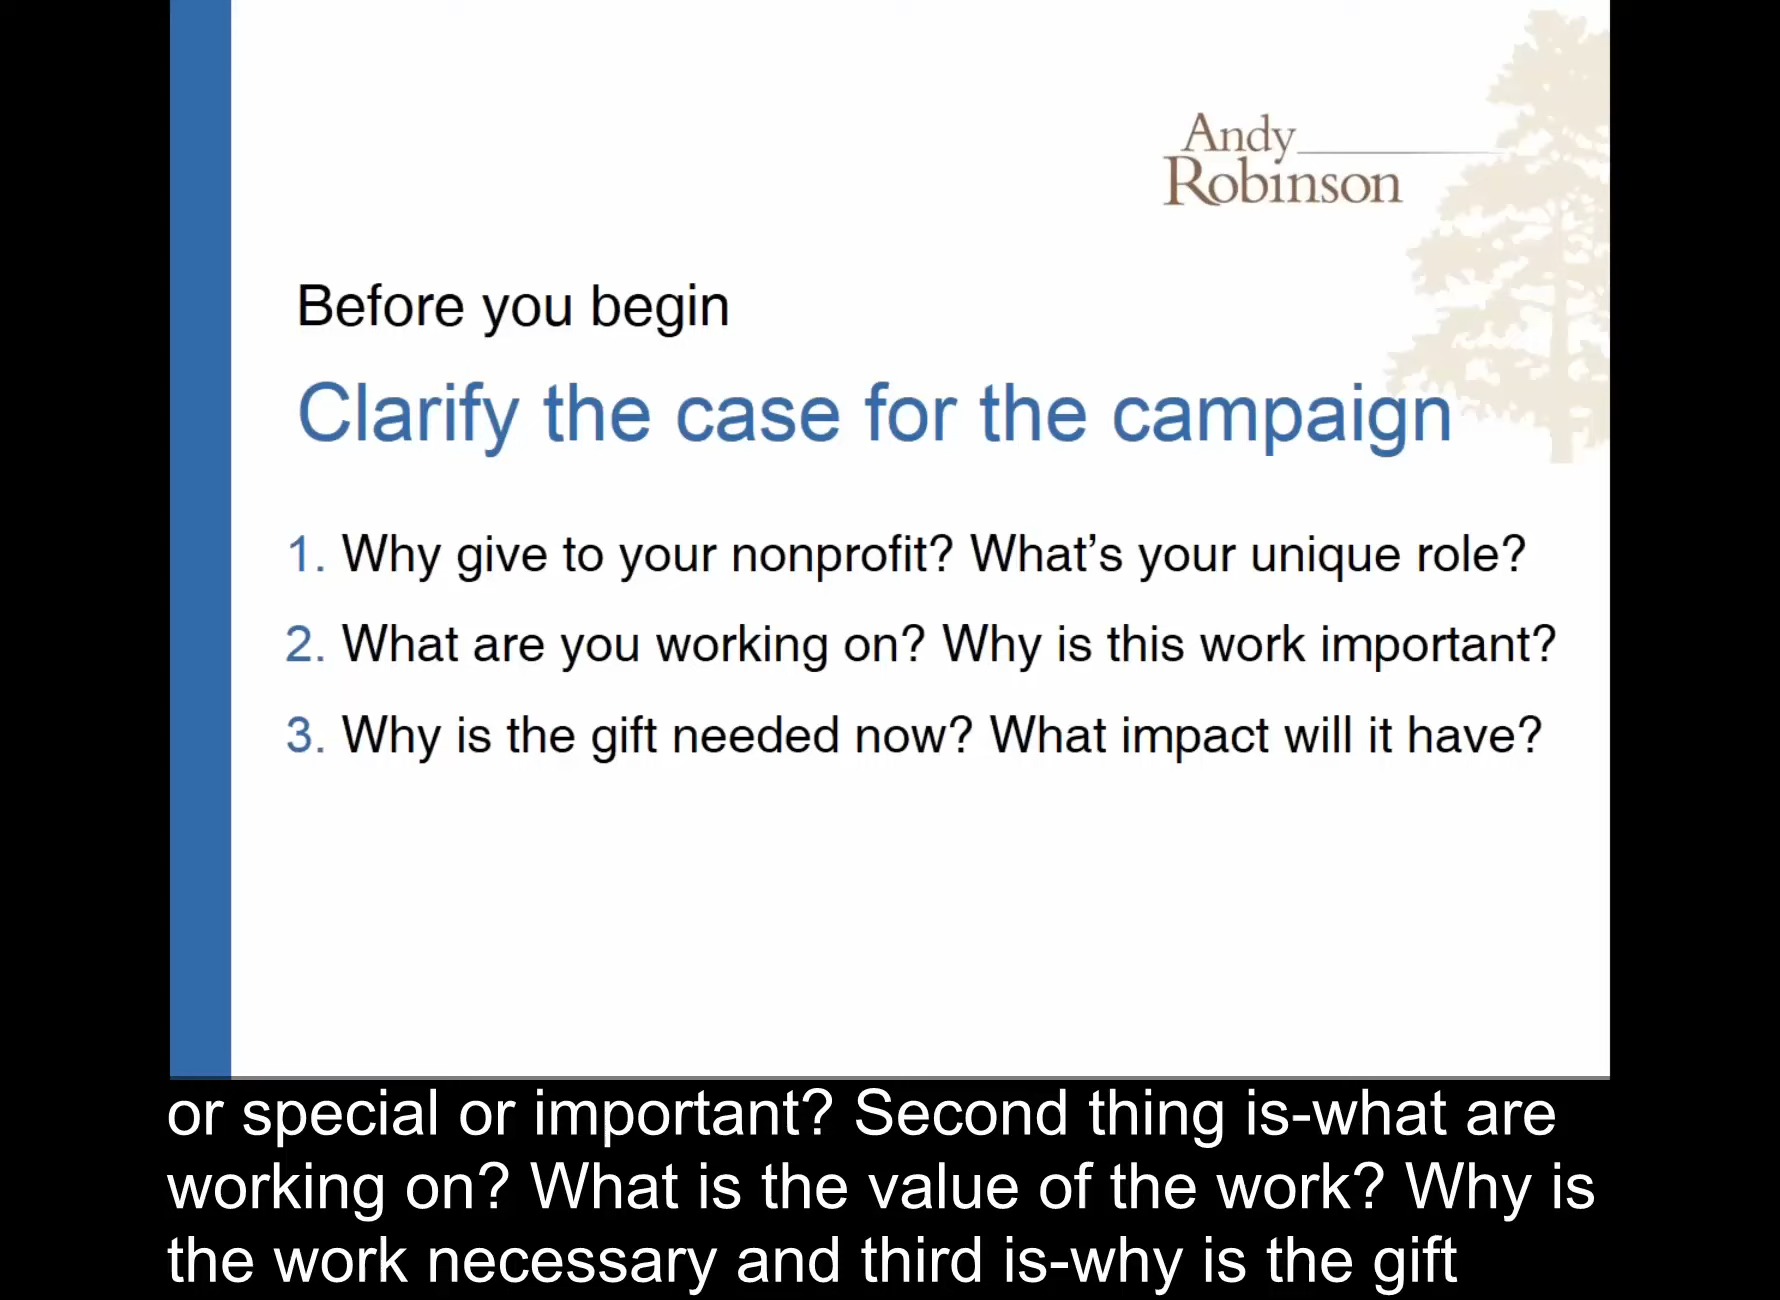 Andy
Robinson
Before you begin
Clarify the case for the campaign
1. Why give to your nonprofit? What’s your unique role?
2. What are you working on? Why is this work important?
3. Why is the gift needed now? What impact will it have?
or special or important? Second thing is-what are
working on? What is the value of the work? Why is
the work necessary and third is-why is the gift